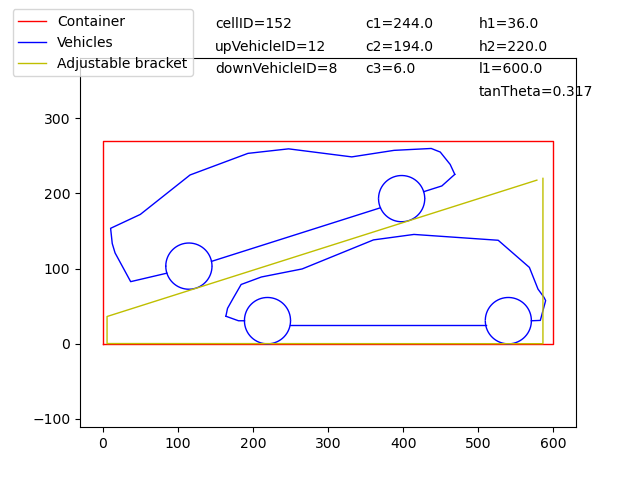 Container
Vehicles
Adjustable bracket
cellID=152
upVehicleID=12
downVehicleID=8
c1=244.0
c2=194.0
c3=6.0
h1=36.0
h2=220.0
l1=600.0
tanTheta=0.317
300
200
100
0
−100
0 100 200 300 400 500 600